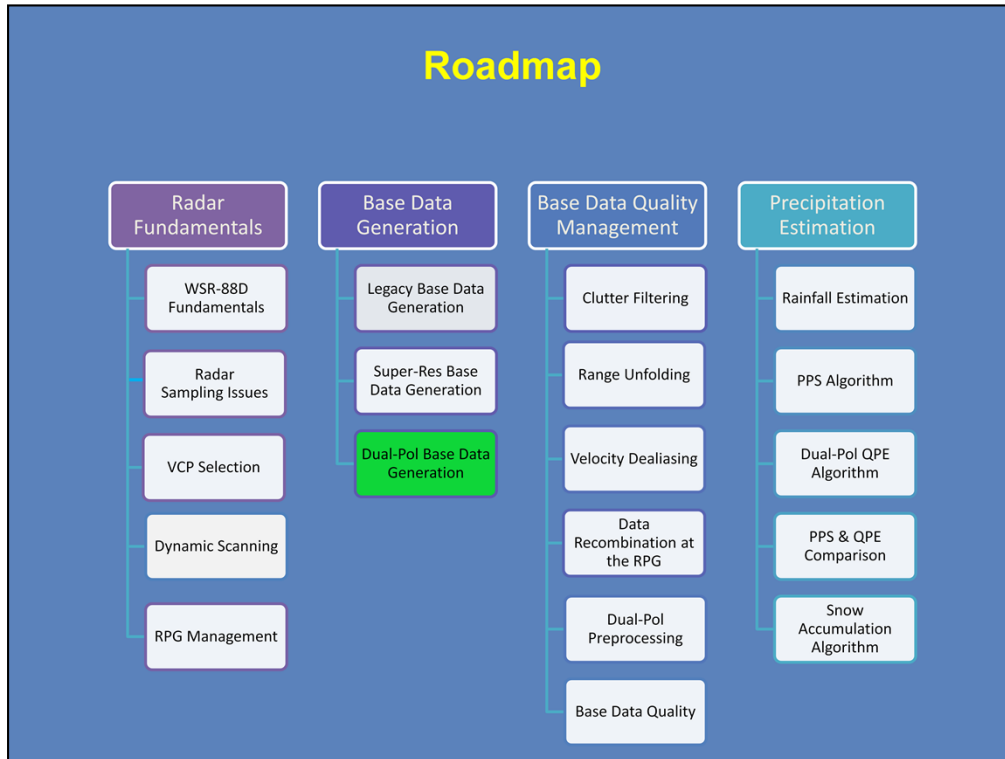 Roadmap
Radar
Fundamentals
WSR-88D
Fundamentals
Radar
Sampling Issues
VCP Selection
Dynamic Scanning
RPG Management
Base Data
Generation
Legacy Base Data
Generation
Super-Res Base
Data Generation
Dual-Pol Base Data
Generation
Base Data Quality
Management
Clutter Filtering
Range Unfolding
Velocity Dealiasing
Data
Recombination at
the RPG
Dual-Pol
Preprocessing
Base Data Quality
Precipitation
Estimation
Rainfall Estimation
PPS Algorithm
Dual-Pol QPE
Algorithm
PPS & QPE
Comparison
Snow
Accumulation
Algorithm